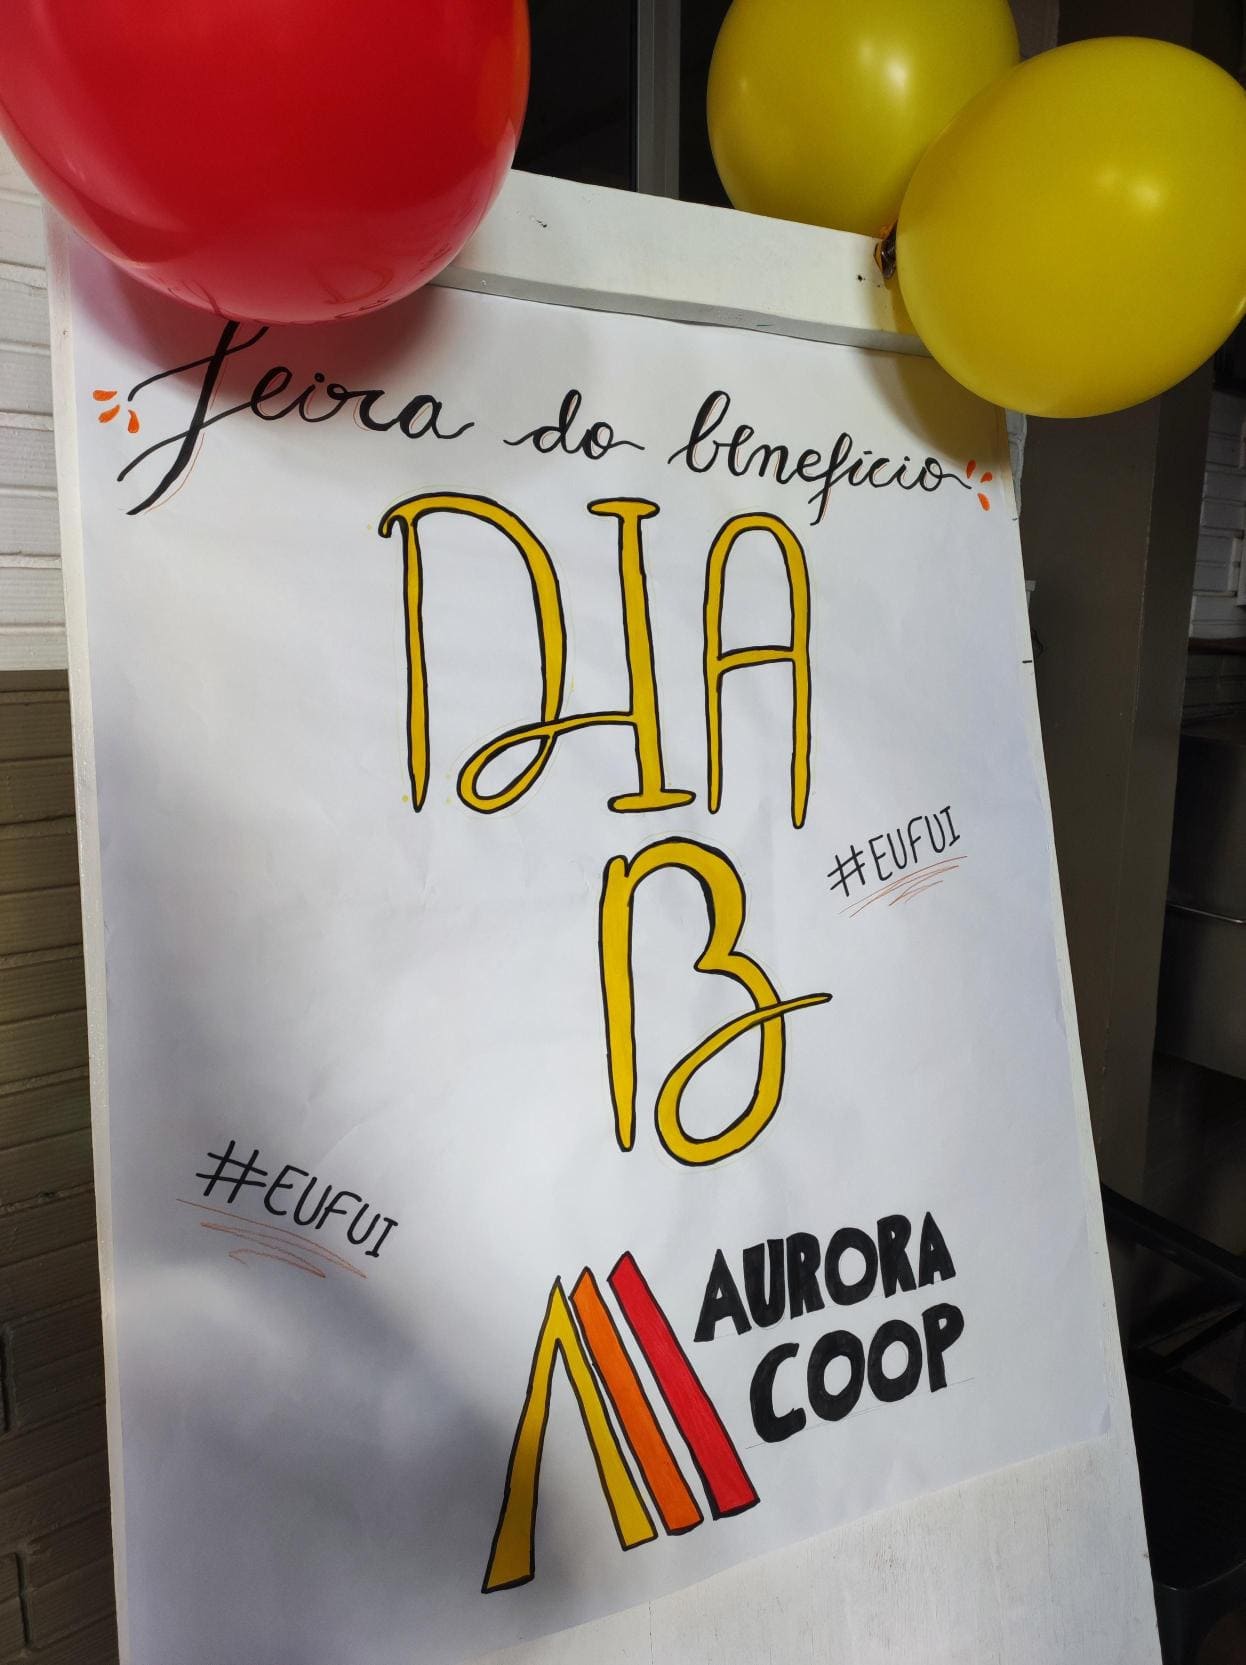 feira do benefício
DIA
B
#EUFUI
#EUFUI
AURORA
COOP